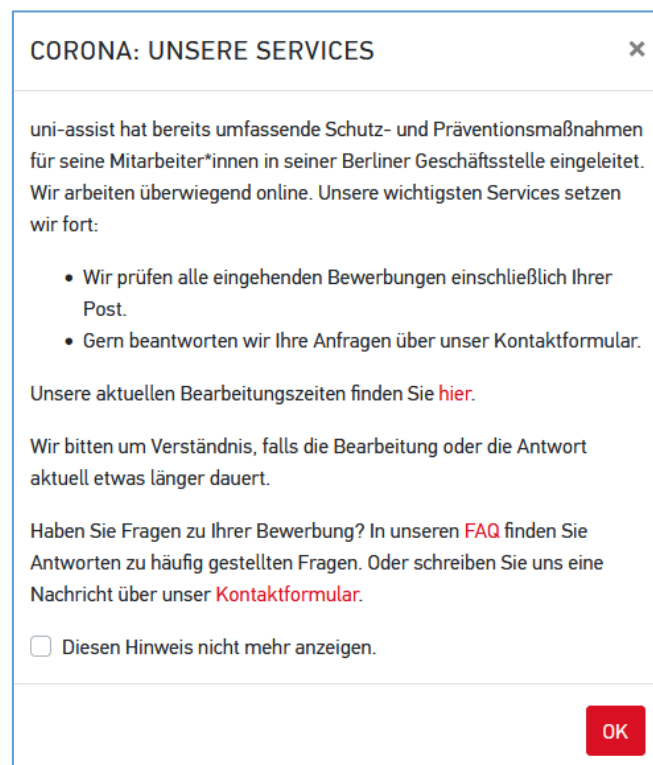 CORONA: UNSERE SERVICES ×
uni-assist hat bereits umfassende Schutz- und Präventionsmaßnahmen
für seine Mitarbeiter*innen in seiner Berliner Geschäftsstelle eingeleitet.
Wir arbeiten überwiegend online. Unsere wichtigsten Services setzen
wir fort:
• Wir prüfen alle eingehenden Bewerbungen einschließlich Ihrer
Post.
• Gern beantworten wir Ihre Anfragen über unser Kontaktformular.
Unsere aktuellen Bearbeitungszeiten finden Sie hier.
Wir bitten um Verständnis, falls die Bearbeitung oder die Antwort
aktuell etwas länger dauert.
Haben Sie Fragen zu Ihrer Bewerbung? In unseren FAQ finden Sie
Antworten zu häufig gestellten Fragen. Oder schreiben Sie uns eine
Nachricht über unser Kontaktformular.
Diesen Hinweis nicht mehr anzeigen.
OK